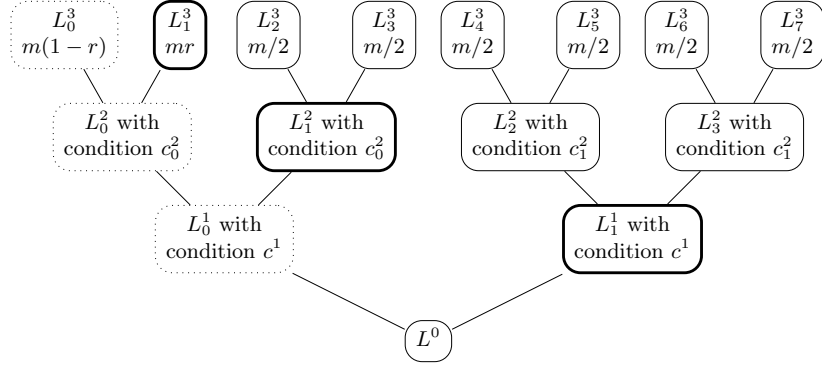 $L_0^3$ $L_1^3$ $L_2^3$ $L_3^3$ $L_4^3$ $L_5^3$ $L_6^3$ $L_7^3$
$m(1-r)$ $mr$ $m/2$ $m/2$ $m/2$ $m/2$ $m/2$ $m/2$
$L_0^2$ with $L_1^2$ with $L_2^2$ with $L_3^2$ with
condition $c_0^2$ condition $c_0^2$ condition $c_1^2$ condition $c_1^2$
$L_0^1$ with $L_1^1$ with
condition $c^1$ condition $c^1$
$L^0$